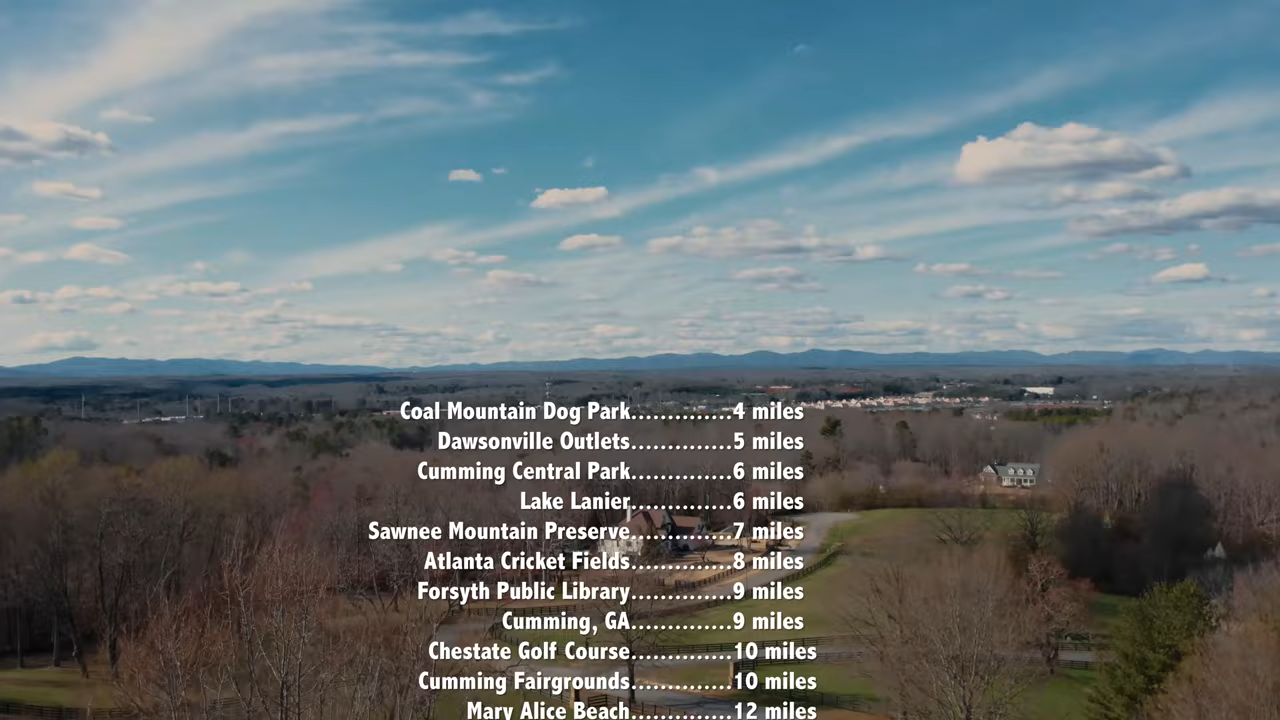 Coal Mountain Dog Park..............4 miles
Dawsonville Outlets..............5 miles
Cumming Central Park..............6 miles
Lake Lanier..............6 miles
Sawnee Mountain Preserve..............7 miles
Atlanta Cricket Fields..............8 miles
Forsyth Public Library..............9 miles
Cumming, GA..............9 miles
Chestate Golf Course..............10 miles
Cumming Fairgrounds..............10 miles
Mary Alice Beach..............12 miles